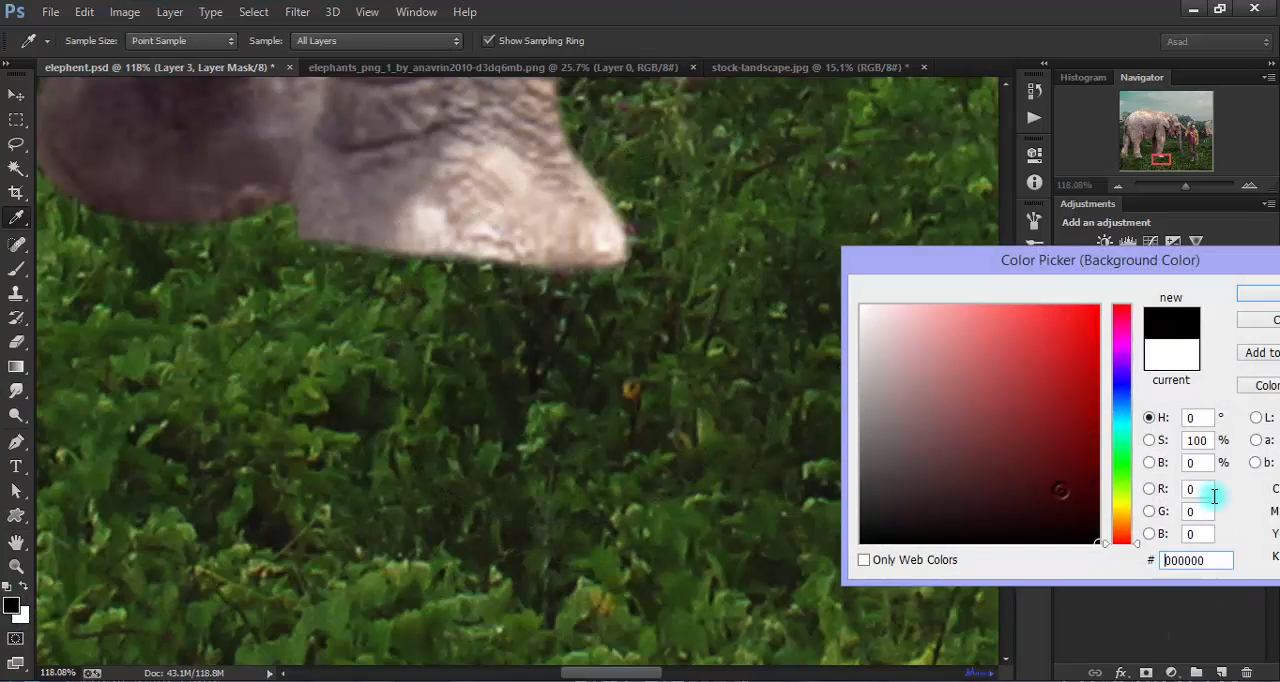 Ps File Edit Image Layer Type Select Filter 3D View Window Help
Sample Size: Point Sample Sample: All Layers Show Sampling Ring Asad
elephent.psd @ 118% (Layer 3, Layer Mask/8) * × elephants_png_1_by_anavrin2010-d3dq6mb.png @ 25.7% (Layer 0, RGB/8#) × stock-landscape.jpg @ 15.1% (RGB/8#) * ×
Histogram Navigator
118.08%
Adjustments
Add an adjustment
Color Picker (Background Color)
new
current
Add to
Color
H: 0 ° L:
S: 100 % a:
B: 0 % b:
R: 0 C
G: 0 M
B: 0 Y
Only Web Colors # 000000 K
T
fx
118.08% Doc: 43.1M/118.8M